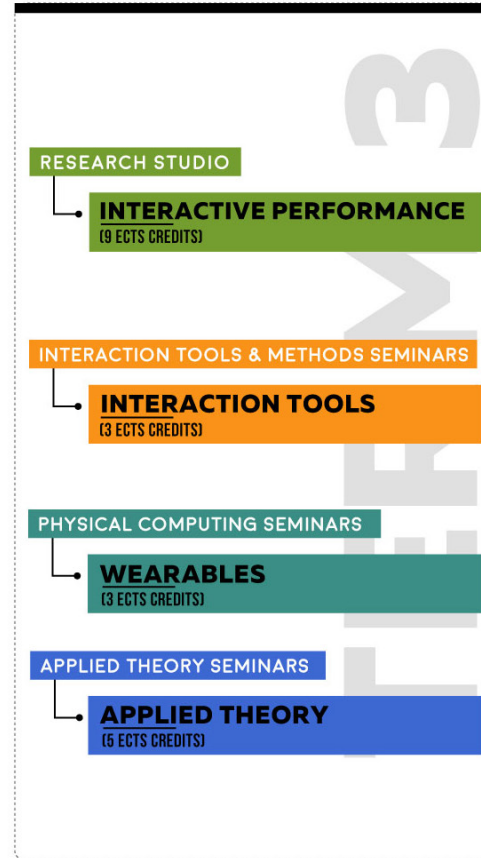 TERM 3
RESEARCH STUDIO
INTERACTIVE PERFORMANCE
(9 ECTS CREDITS)
INTERACTION TOOLS & METHODS SEMINARS
INTERACTION TOOLS
(3 ECTS CREDITS)
PHYSICAL COMPUTING SEMINARS
WEARABLES
(3 ECTS CREDITS)
APPLIED THEORY SEMINARS
APPLIED THEORY
(5 ECTS CREDITS)